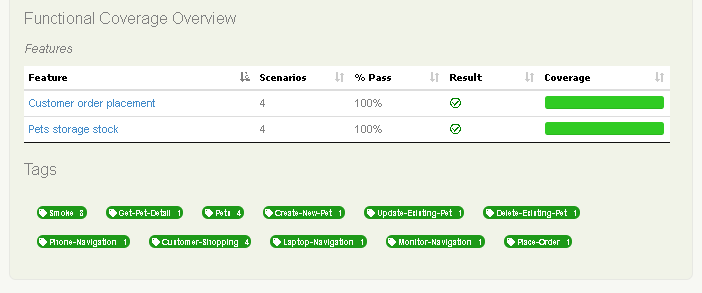 Functional Coverage Overview
Features
Feature Scenarios % Pass Result Coverage
Customer order placement 4 100%
Pets storage stock 4 100%
Tags
Smoke 8 Get-Pet-Detail 1 Pets 4 Create-New-Pet 1 Update-Existing-Pet 1 Delete-Existing-Pet 1
Phone-Navigation 1 Customer-Shopping 4 Laptop-Navigation 1 Monitor-Navigation 1 Place-Order 1